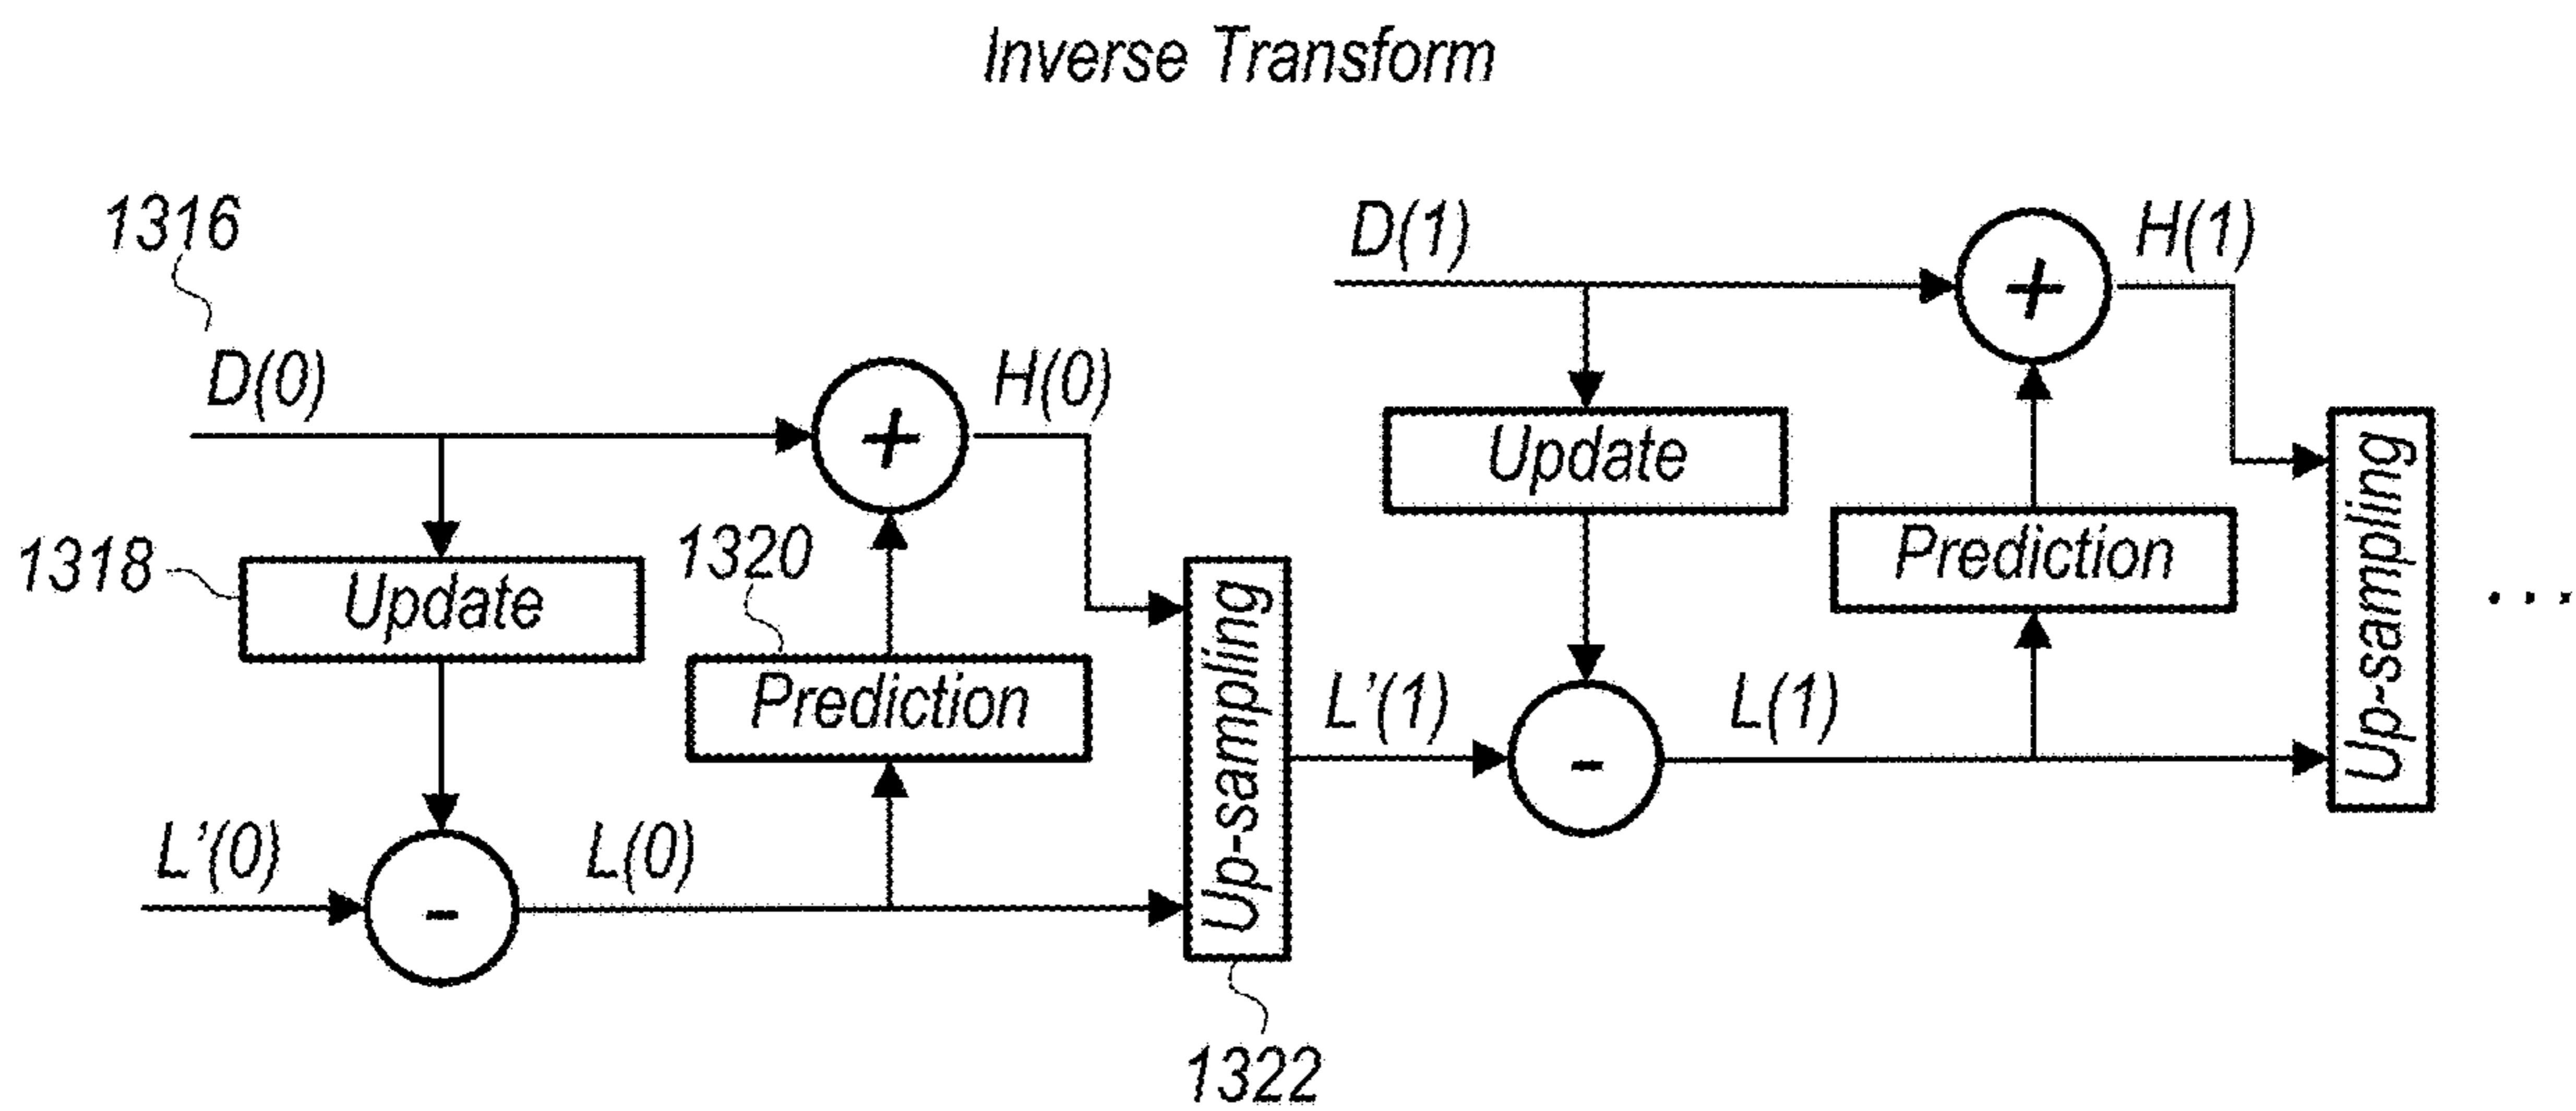 Inverse Transform
1316
D(1)
H(1)
D(0)
H(0)
+
+
Update
Prediction
Up-sampling
1318
Update
1320
Prediction
Up-sampling
...
L'(1)
-
L(1)
L'(0)
-
L(0)
1322